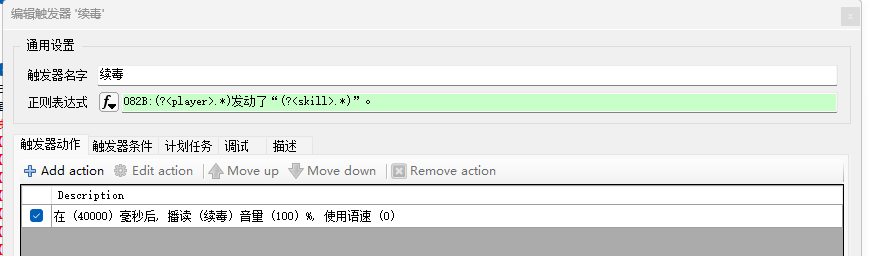 编辑触发器 '续毒'
x
通用设置
触发器名字 续毒
正则表达式 f 082B:(?<player>.*)发动了“(?<skill>.*)”。
触发器动作 触发器条件 计划任务 调试 描述
Add action Edit action Move up Move down Remove action
Description
在 (40000) 毫秒后, 播读 (续毒) 音量 (100) %, 使用语速 (0)